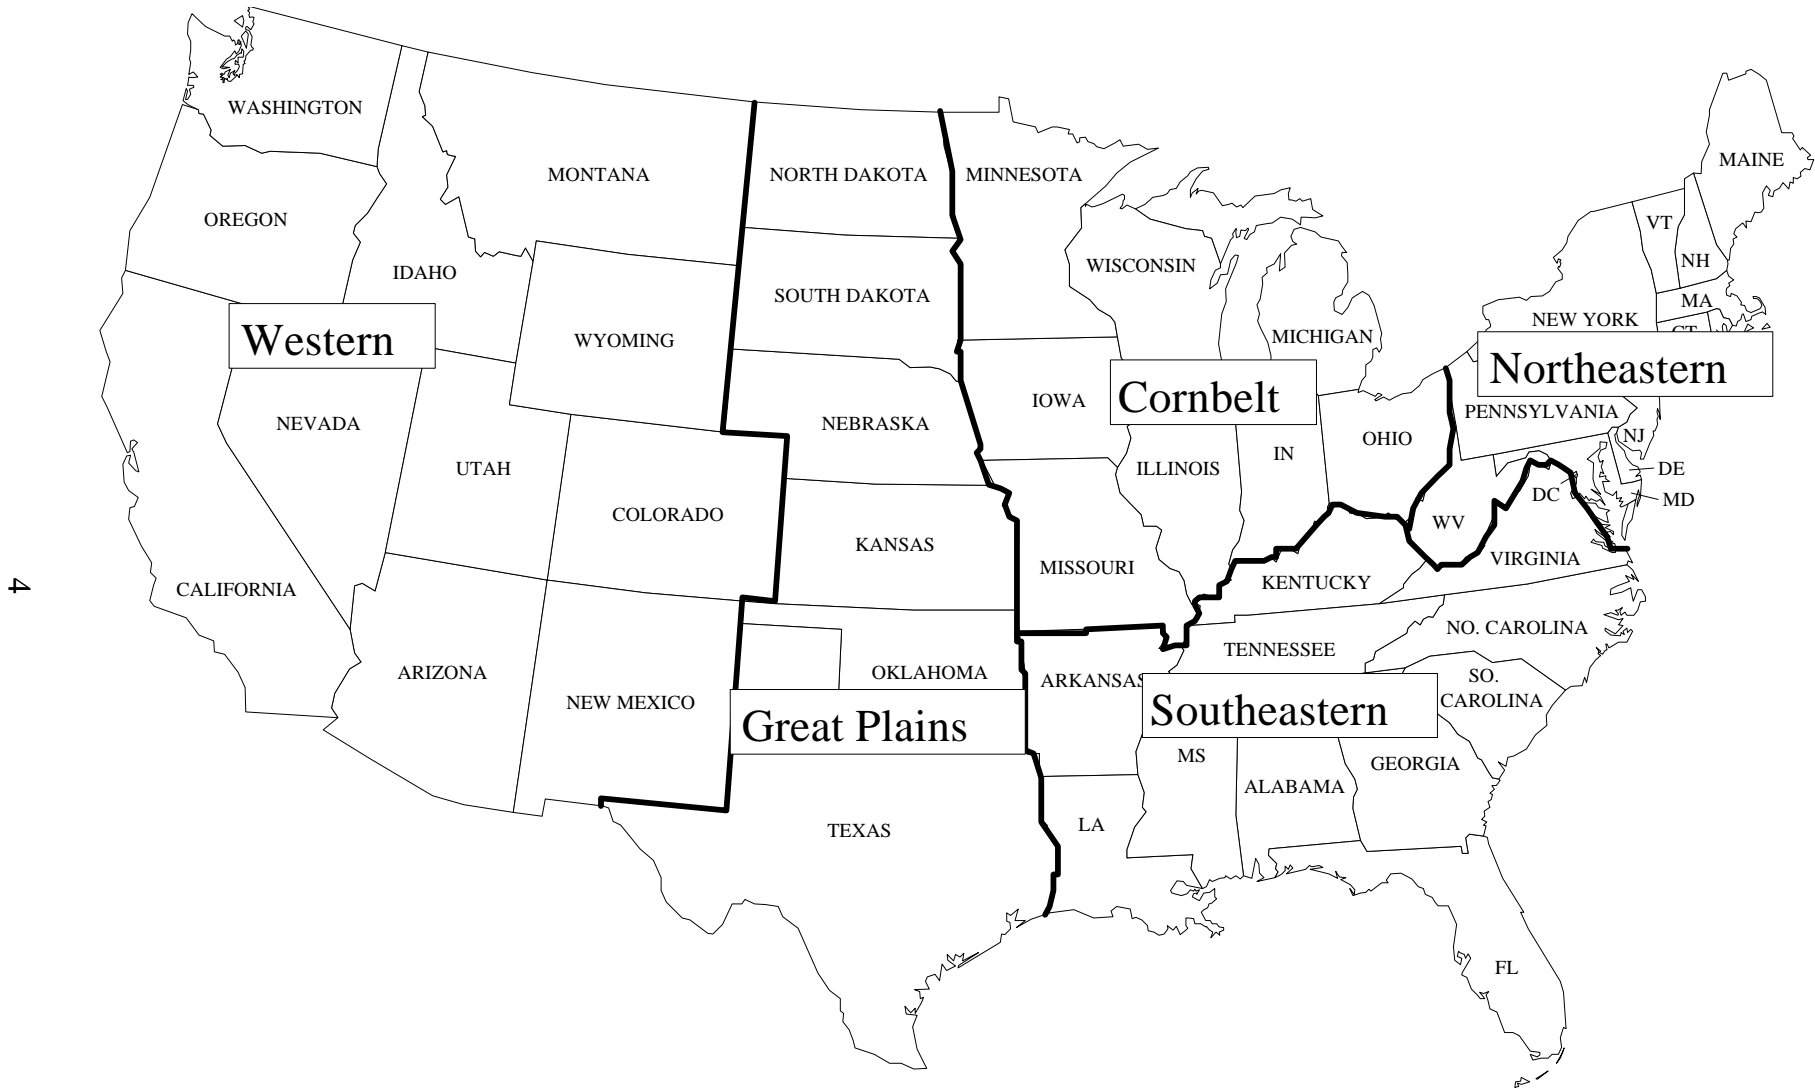 WASHINGTON
MAINE
MONTANA
NORTH DAKOTA
MINNESOTA
OREGON
VT
IDAHO
WISCONSIN
NH
SOUTH DAKOTA
MA
NEW YORK
CT
Western
WYOMING
MICHIGAN
Northeastern
Cornbelt
IOWA
PENNSYLVANIA
NEVADA
NEBRASKA
OHIO
NJ
IN
UTAH
ILLINOIS
DE
DC
MD
COLORADO
WV
KANSAS
VIRGINIA
MISSOURI
KENTUCKY
4
CALIFORNIA
NO. CAROLINA
TENNESSEE
ARIZONA
OKLAHOMA
ARKANSAS
SO.
CAROLINA
NEW MEXICO
Great Plains
Southeastern
MS
GEORGIA
ALABAMA
TEXAS
LA
FL